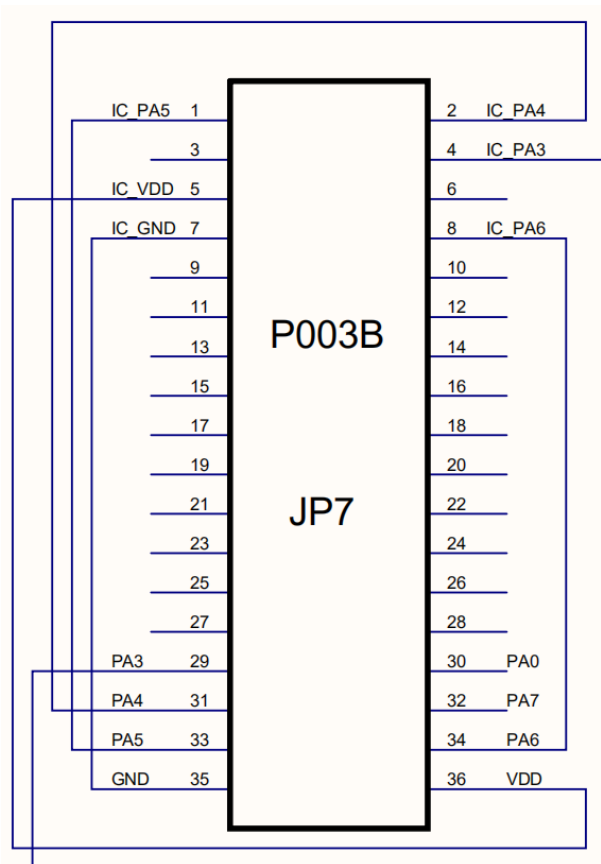 IC_PA5 1 2 IC_PA4
3 4 IC_PA3
IC_VDD 5 6
IC_GND 7 8 IC_PA6
9 10
11 12
P003B
13 14
15 16
17 18
19 20
JP7
21 22
23 24
25 26
27 28
PA3 29 30 PA0
PA4 31 32 PA7
PA5 33 34 PA6
GND 35 36 VDD